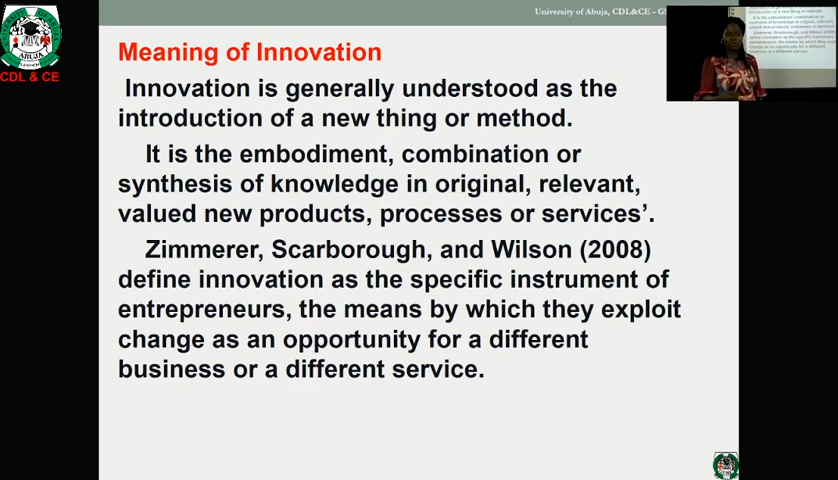 University of Abuja, CDL&CE - GS
CDL & CE
Meaning of Innovation
Innovation is generally understood as the
introduction of a new thing or method.
It is the embodiment, combination or
synthesis of knowledge in original, relevant,
valued new products, processes or services’.
Zimmerer, Scarborough, and Wilson (2008)
define innovation as the specific instrument of
entrepreneurs, the means by which they exploit
change as an opportunity for a different
business or a different service.